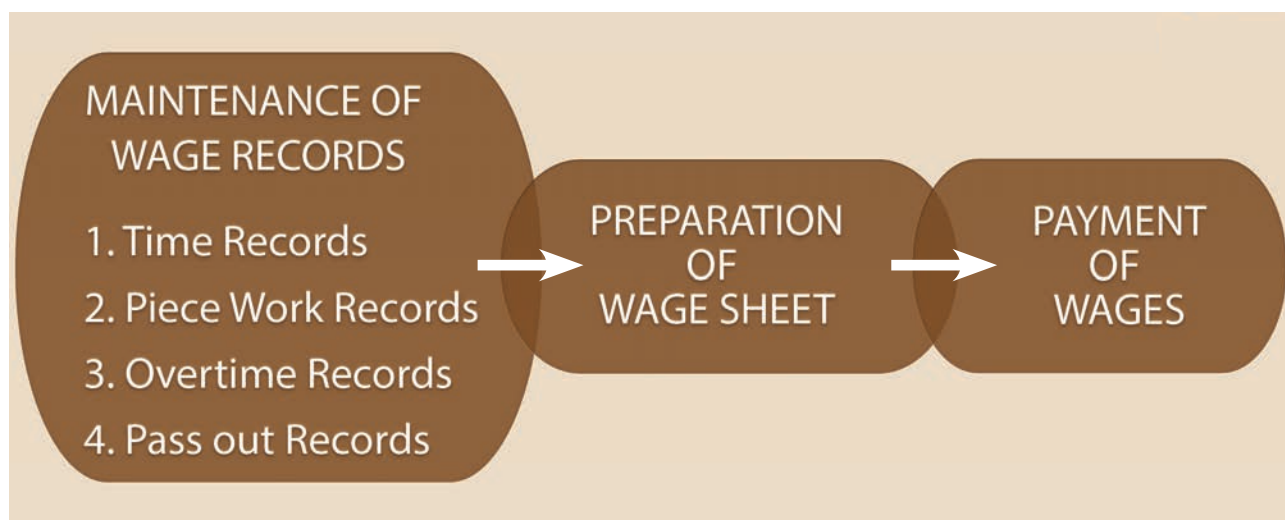 MAINTENANCE OF
WAGE RECORDS
1. Time Records
2. Piece Work Records
3. Overtime Records
4. Pass out Records
PREPARATION
OF
WAGE SHEET
PAYMENT
OF
WAGES